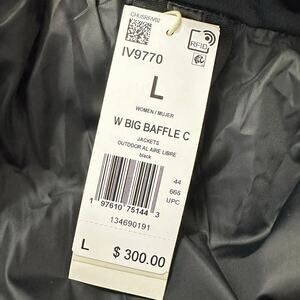 CHUSRFIVB2
RFID
IV9770
L
WOMEN / MUJER
W BIG BAFFLE C
JACKETS
OUTDOOR AL AIRE LIBRE
black
44
666
UPC
1 97610 75144 3
134690191
L $ 300.00